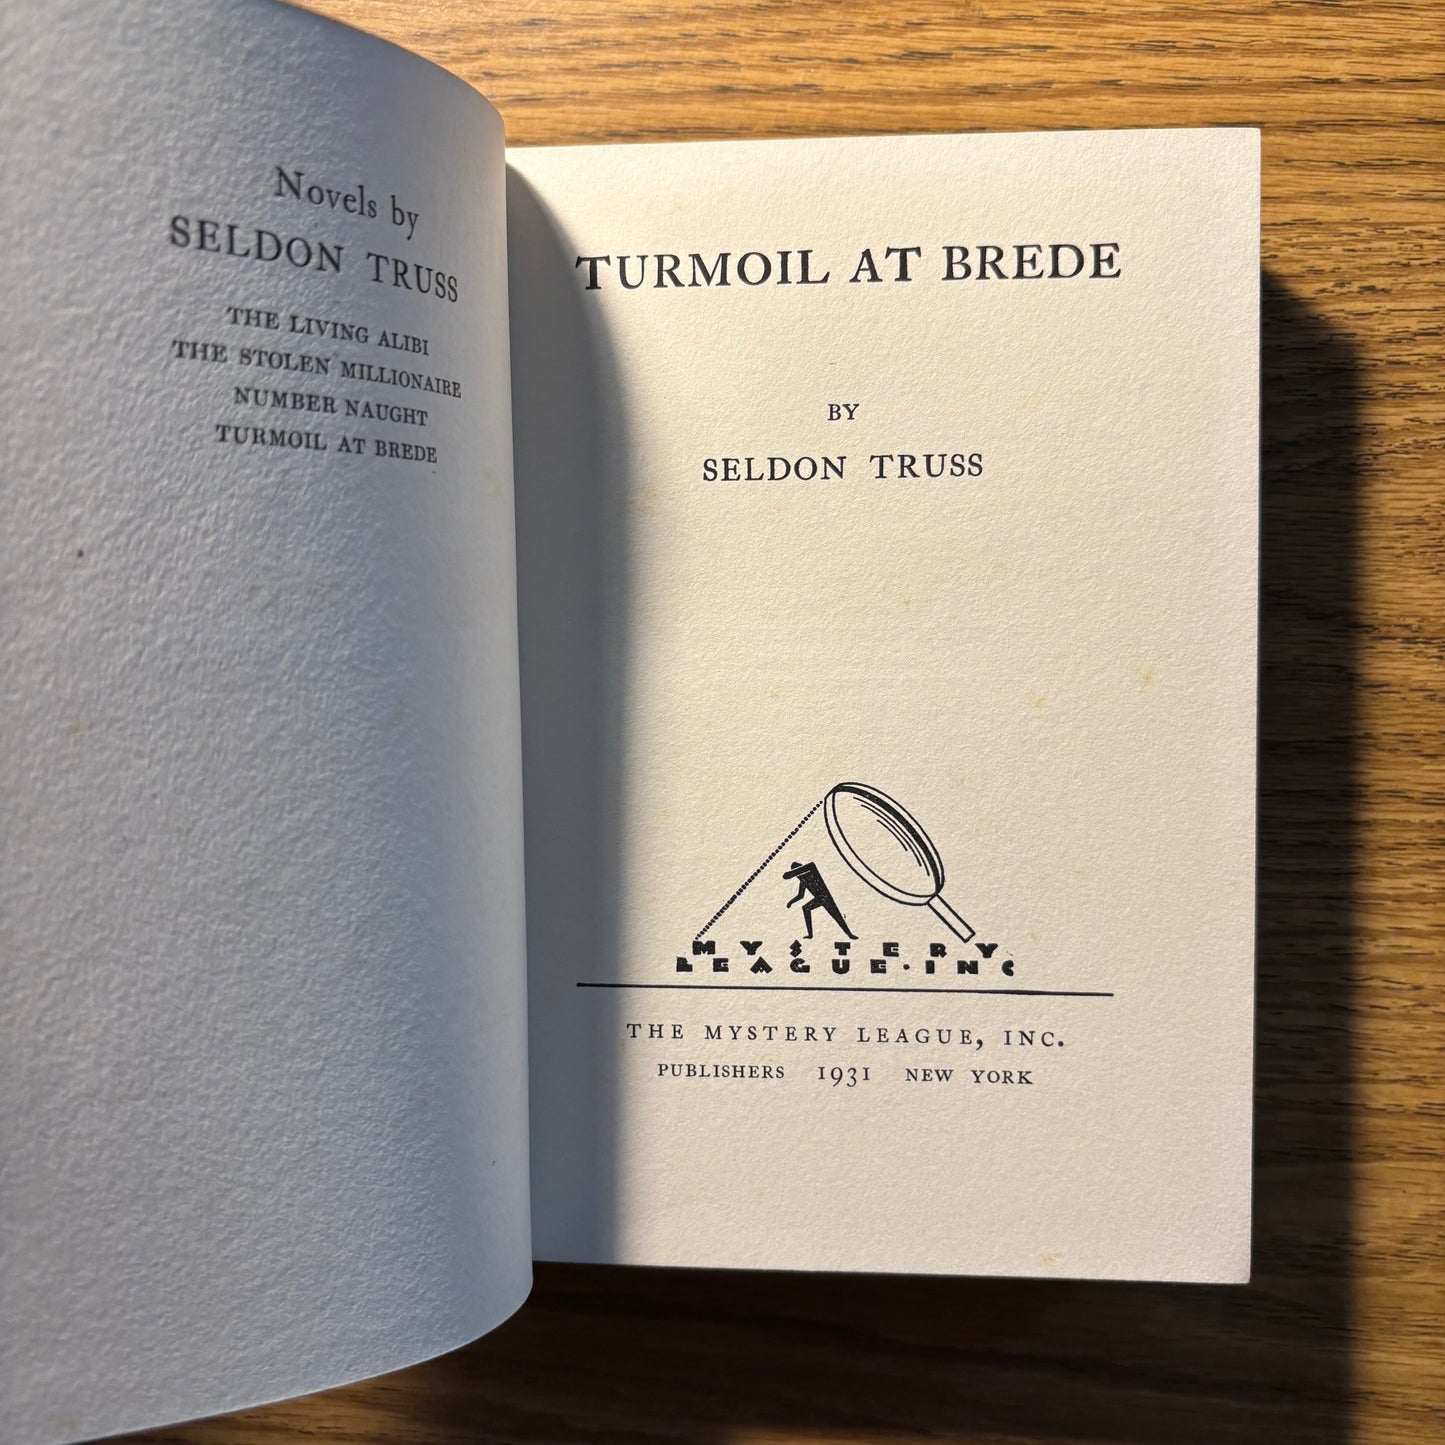 Novels by
SELDON TRUSS
THE LIVING ALIBI
THE STOLEN MILLIONAIRE
NUMBER NAUGHT
TURMOIL AT BREDE
TURMOIL AT BREDE
BY
SELDON TRUSS
MYSTERY
LEAGUE·INC
THE MYSTERY LEAGUE, INC.
PUBLISHERS 1931 NEW YORK